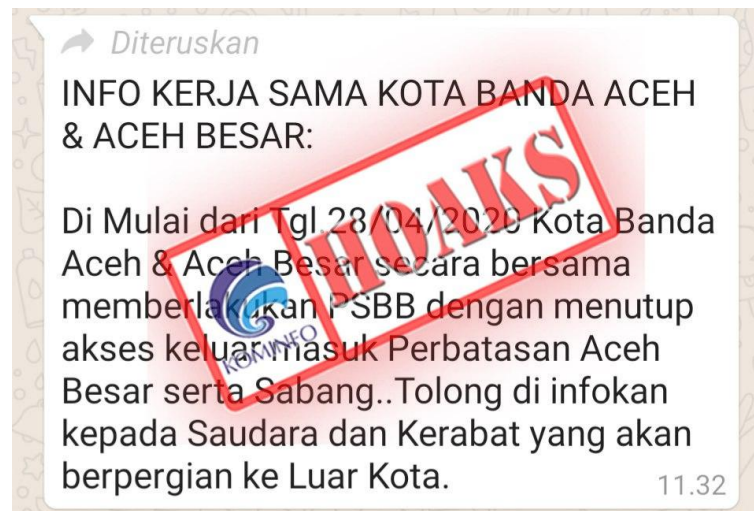 Diteruskan
INFO KERJA SAMA KOTA BANDA ACEH
& ACEH BESAR:
Di Mulai dari Tgl 28/04/2020 Kota Banda
Aceh & Aceh Besar secara bersama
memberlakukan PSBB dengan menutup
akses keluar masuk Perbatasan Aceh
Besar serta Sabang..Tolong di infokan
kepada Saudara dan Kerabat yang akan
berpergian ke Luar Kota.
11.32
HOAKS
KOMINFO